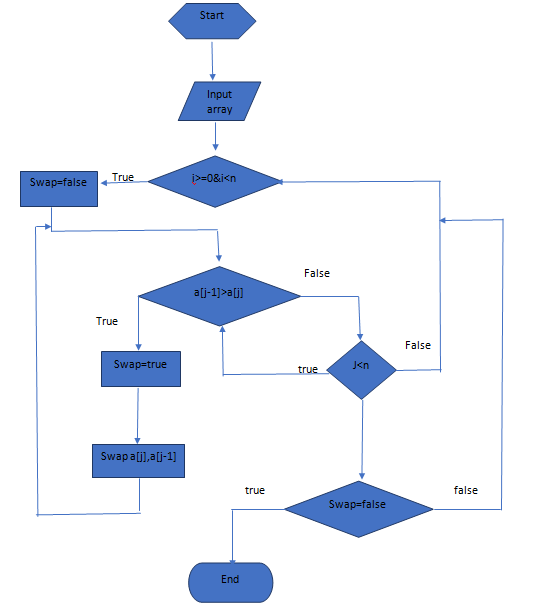 Start
Input
array
i>=0&i<n
True
Swap=false
a[j-1]>a[j]
False
True
Swap=true
J<n
true
False
Swap a[j],a[j-1]
Swap=false
true
false
End